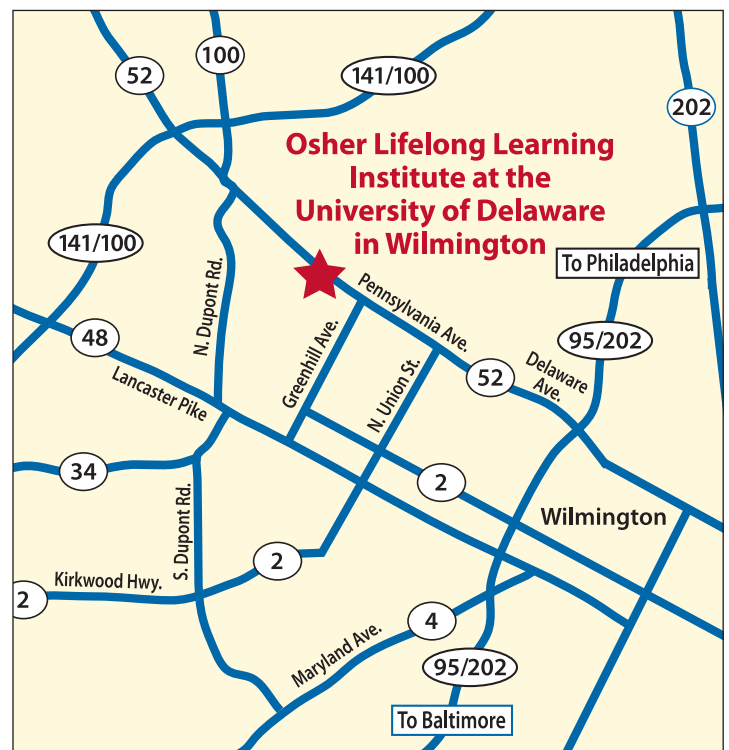 52
100
141/100
202
Osher Lifelong Learning
Institute at the
University of Delaware
in Wilmington
141/100
To Philadelphia
N. Dupont Rd.
Pennsylvania Ave.
48
Greenhill Ave.
95/202
Lancaster Pike
N. Union St.
52
Delaware
Ave.
34
2
S. Dupont Rd.
Wilmington
2
Kirkwood Hwy.
2
4
Maryland Ave.
95/202
To Baltimore